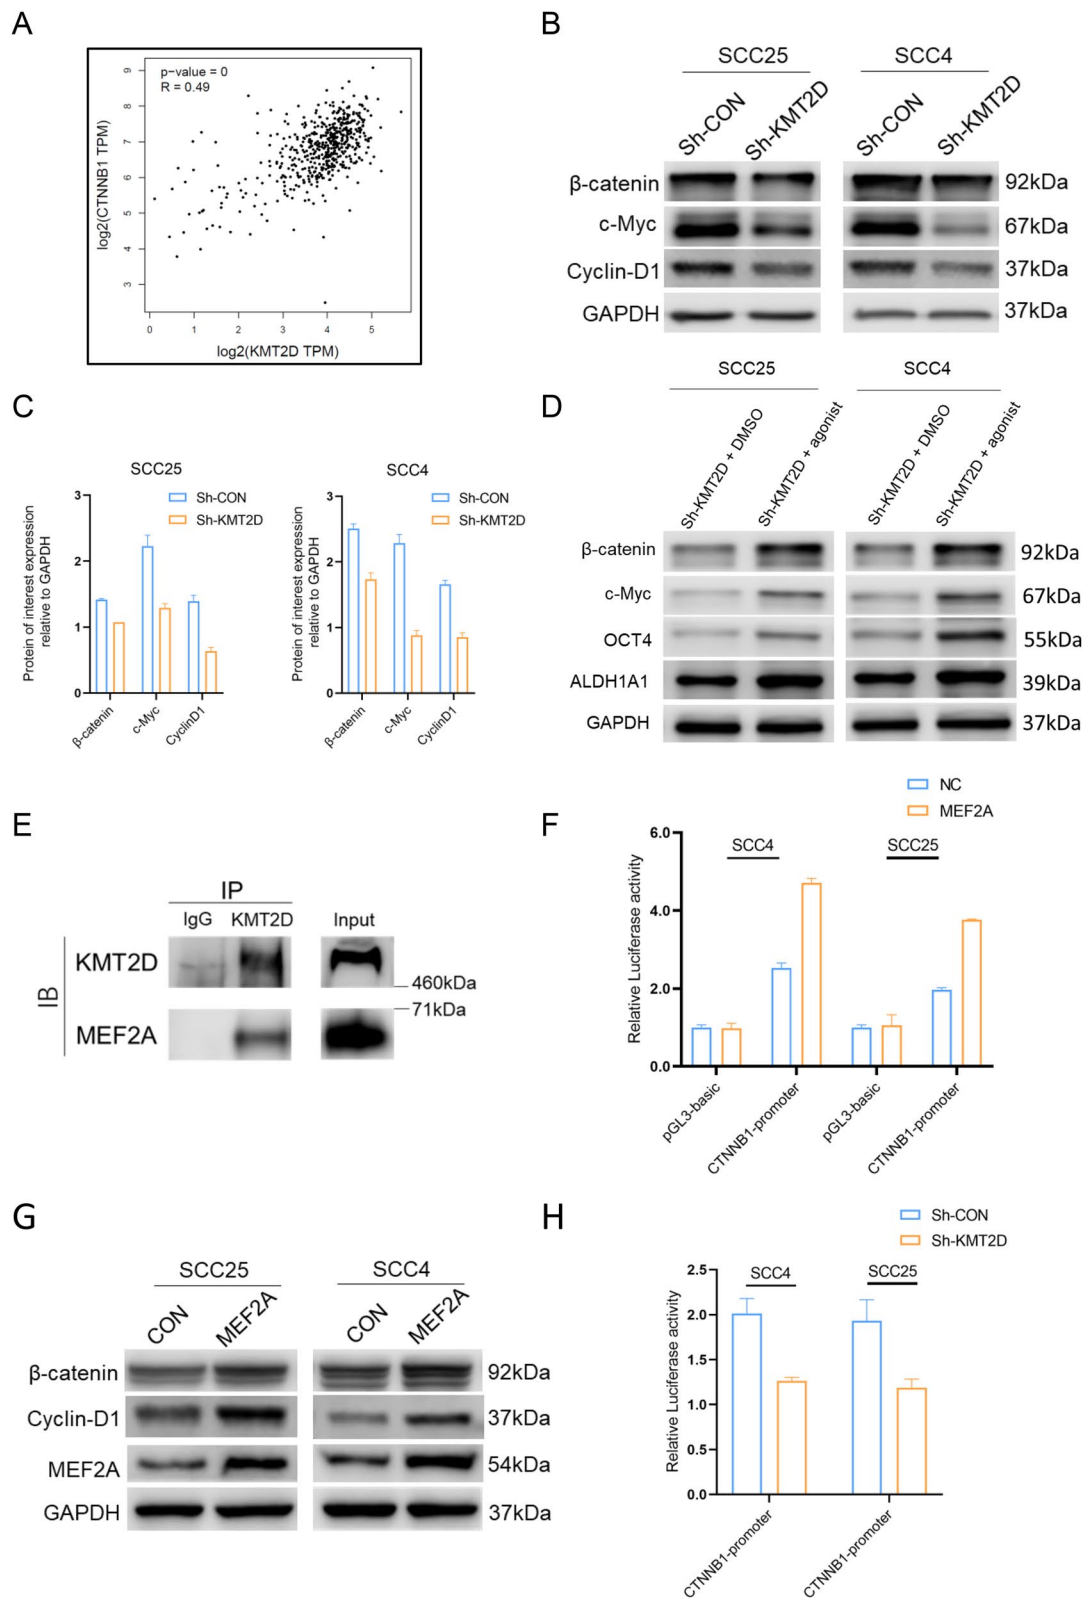 A
p-value = 0
R = 0.49
log2(CTNNB1 TPM)
9
8
7
6
5
4
3
0 1 2 3 4 5
log2(KMT2D TPM)
B
SCC25 SCC4
Sh-CON Sh-KMT2D Sh-CON Sh-KMT2D
β-catenin 92kDa
c-Myc 67kDa
Cyclin-D1 37kDa
GAPDH 37kDa
C
SCC25
Sh-CON
Sh-KMT2D
Protein of interest expression
relative to GAPDH
3
2
1
0
β-catenin c-Myc CyclinD1
SCC4
Sh-CON
Sh-KMT2D
Protein of interest expression
relative to GAPDH
3
2
1
0
β-catenin c-Myc CyclinD1
D
SCC25 SCC4
Sh-KMT2D + DMSO Sh-KMT2D + agonist Sh-KMT2D + DMSO Sh-KMT2D + agonist
β-catenin 92kDa
c-Myc 67kDa
OCT4 55kDa
ALDH1A1 39kDa
GAPDH 37kDa
E
IP
IgG KMT2D Input
IB
KMT2D
460kDa
71kDa
MEF2A
F
NC
MEF2A
Relative Luciferase activity
6.0
4.0
2.0
0.0
SCC4 SCC25
pGL3-basic CTNNB1-promoter pGL3-basic CTNNB1-promoter
G
SCC25 SCC4
CON MEF2A CON MEF2A
β-catenin 92kDa
Cyclin-D1 37kDa
MEF2A 54kDa
GAPDH 37kDa
H
Sh-CON
Sh-KMT2D
Relative Luciferase activity
2.5
2.0
1.5
1.0
0.5
0.0
SCC4 SCC25
CTNNB1-promoter CTNNB1-promoter